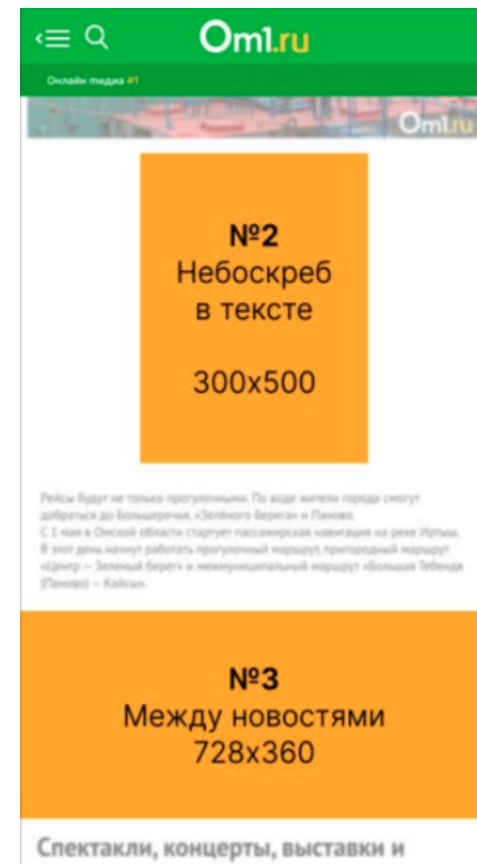 Om1.ru
Онлайн медиа #1
Om1.ru
№2
Небоскреб
в тексте
300x500
Рейсы будут не только прогулочными. По воде жители города смогут
добраться до Большеречья, «Зелёного Берега» и Паново.
С 1 мая в Омской области стартует пассажирская навигация на реке Иртыш.
В этот день начнут работать прогулочный маршрут, пригородный маршрут
«Центр — Зеленый берег» и межмуниципальный маршрут «Большая Тебендя
(Паново) — Кайсы».
№3
Между новостями
728x360
Спектакли, концерты, выставки и